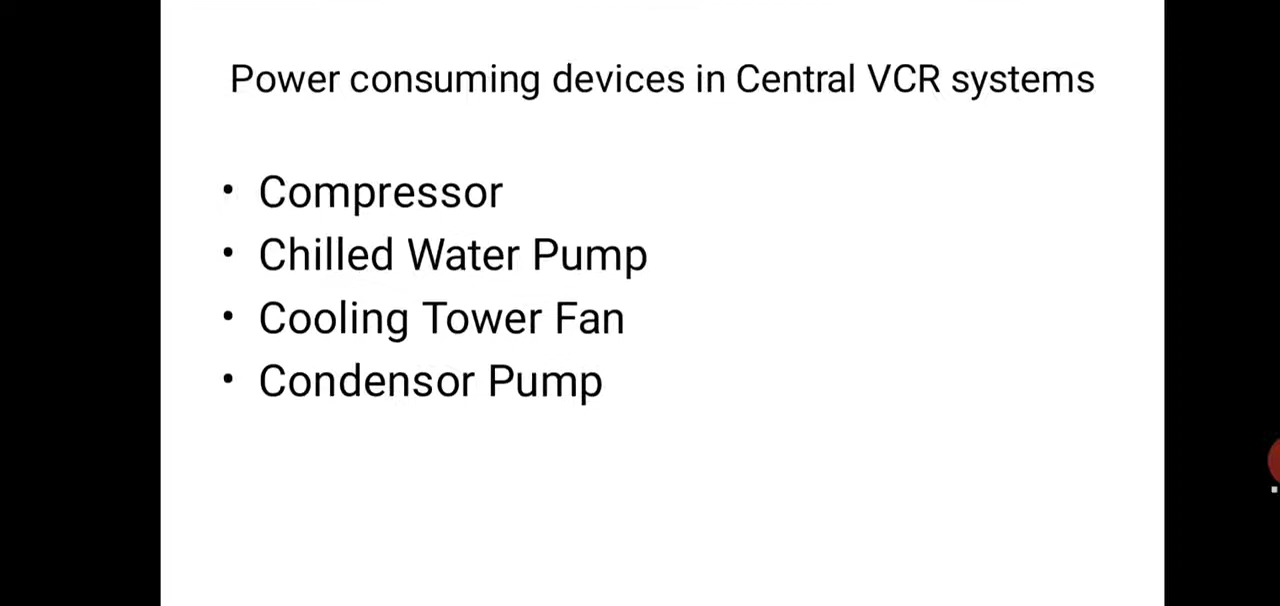 Power consuming devices in Central VCR systems
• Compressor
• Chilled Water Pump
• Cooling Tower Fan
• Condensor Pump